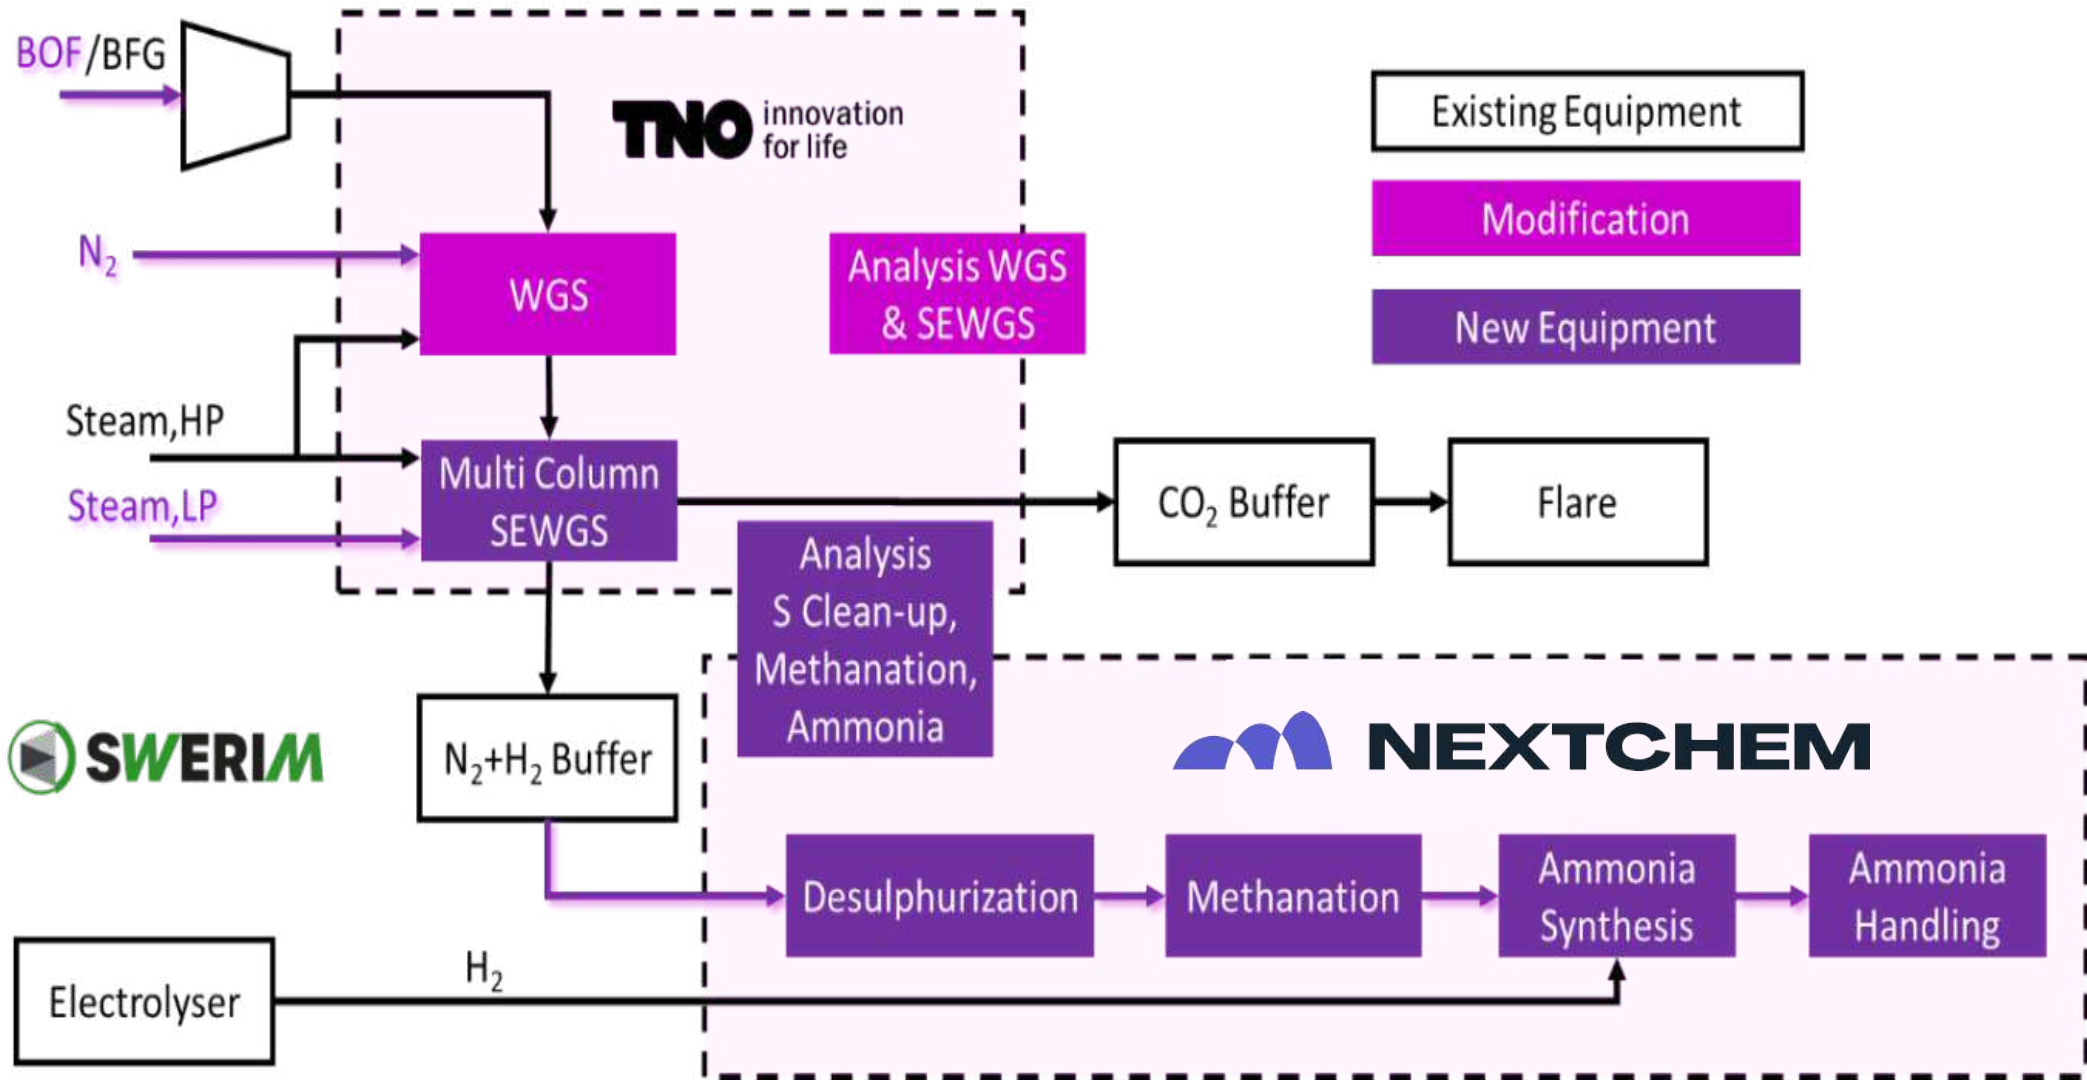 BOF/BFG
TNO innovation
for life
Existing Equipment
Modification
New Equipment
N₂
WGS
Analysis WGS
& SEWGS
Steam,HP
Steam,LP
Multi Column
SEWGS
CO₂ Buffer
Flare
Analysis
S Clean-up,
Methanation,
Ammonia
SWERIM
N₂+H₂ Buffer
NEXTCHEM
Desulphurization
Methanation
Ammonia
Synthesis
Ammonia
Handling
H₂
Electrolyser